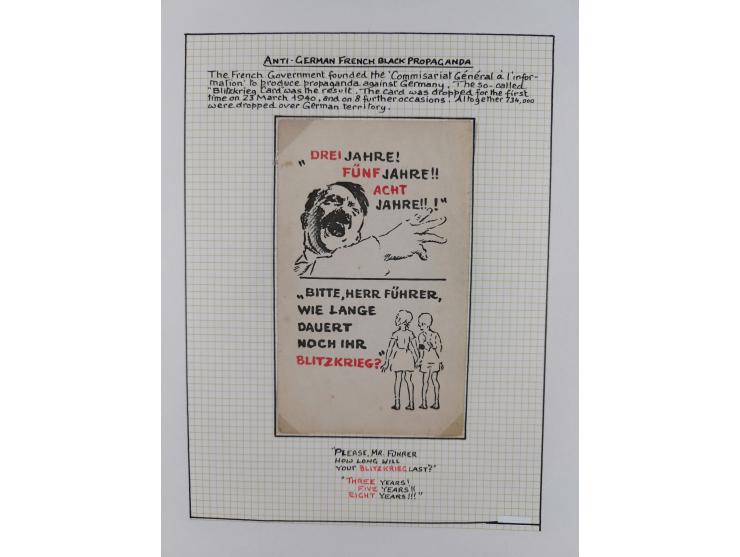 ANTI-GERMAN FRENCH BLACK PROPAGANDA
The French Government founded the 'Commisariat Général à l'infor-
mation' to produce propaganda against Germany. The so-called
"Blitzkrieg Card" was the result. The card was dropped for the first
time on 23 March 1940, and on 8 further occasions. Altogether 734,000
were dropped over German territory.
„DREI JAHRE!
FÜNF JAHRE!!
ACHT
JAHRE!!!"
„BITTE, HERR FÜHRER,
WIE LANGE
DAUERT
NOCH IHR
BLITZKRIEG?"
"PLEASE, MR. FÜHRER
HOW LONG WILL
YOUR BLITZKRIEG LAST?"
"THREE YEARS!
FIVE YEARS!!
EIGHT YEARS!!!"